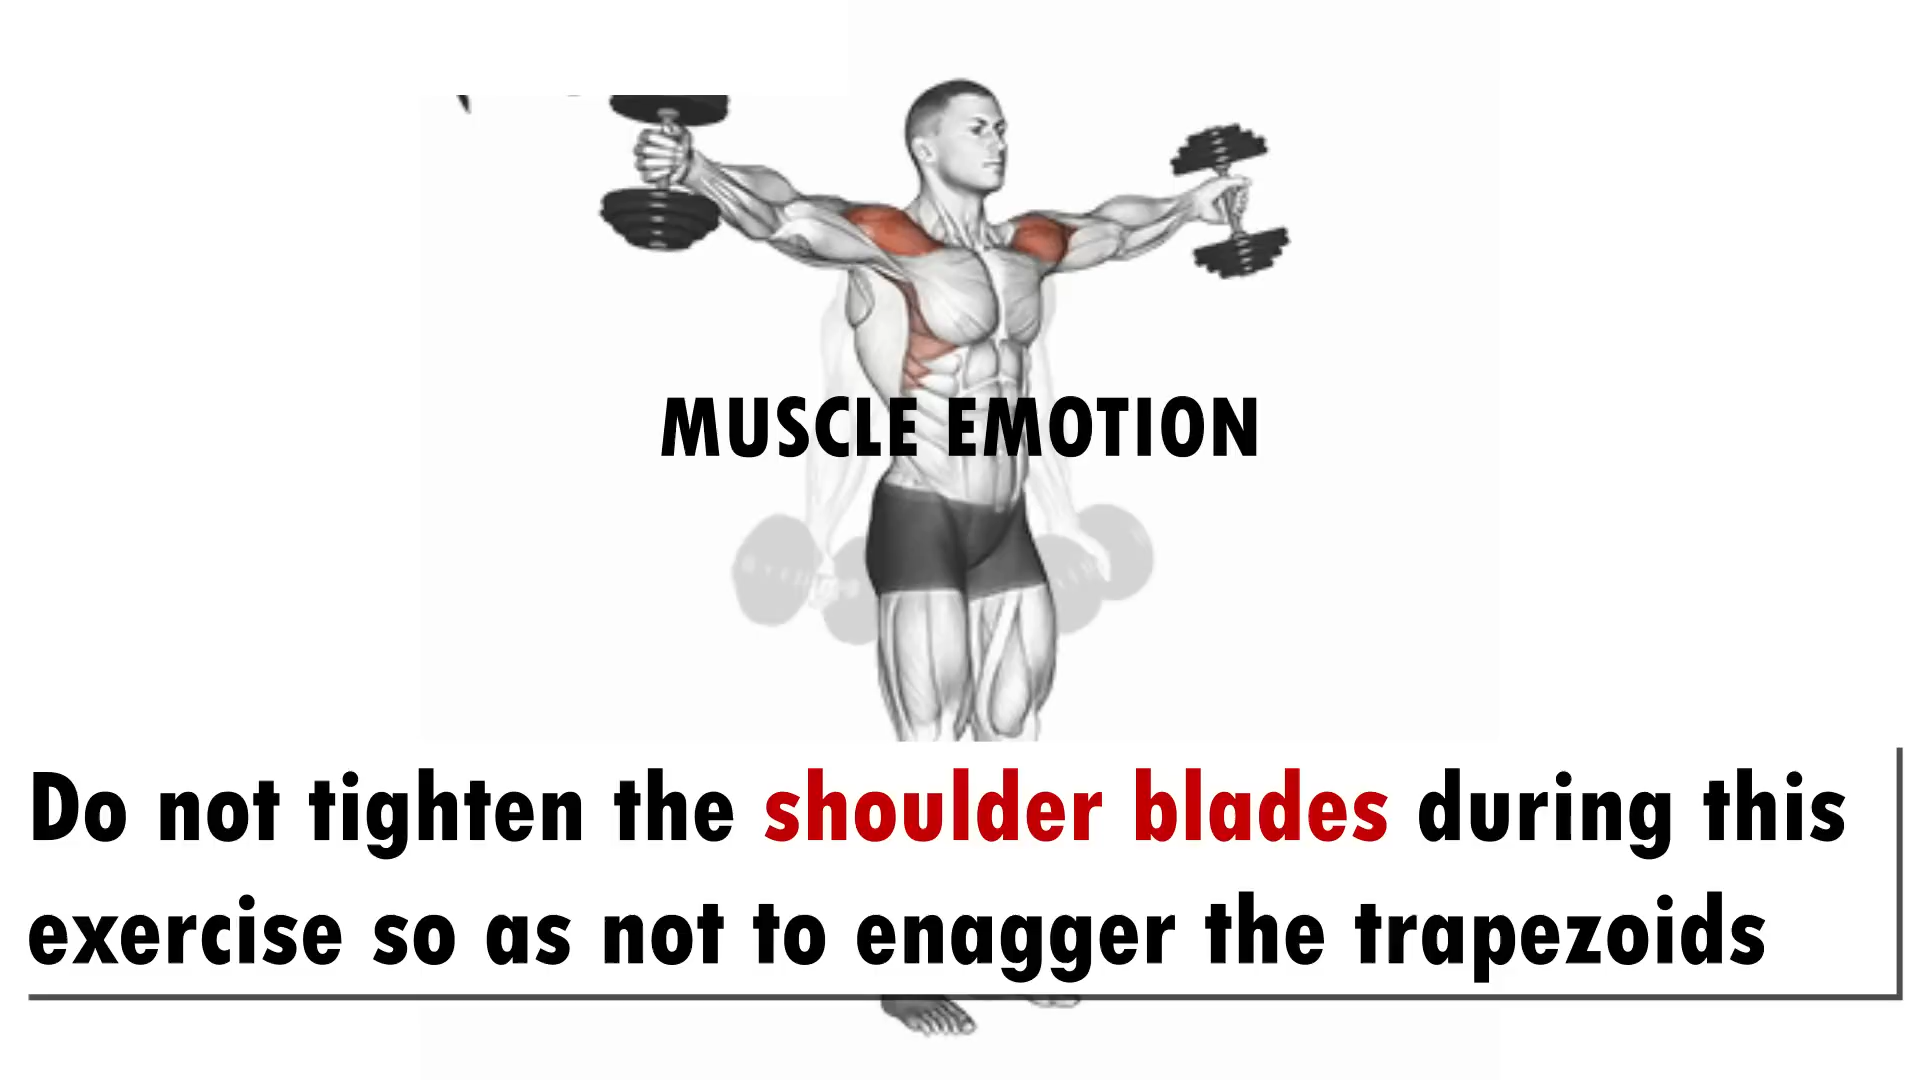 MUSCLE EMOTION
Do not tighten the shoulder blades during this
exercise so as not to enagger the trapezoids